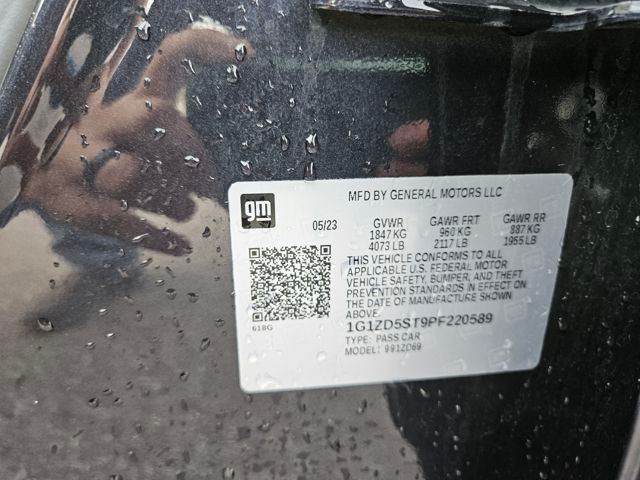 gm
MFD BY GENERAL MOTORS LLC
05/23 GVWR GAWR FRT GAWR RR
1847 KG 960 KG 887 KG
4073 LB 2117 LB 1955 LB
THIS VEHICLE CONFORMS TO ALL
APPLICABLE U.S. FEDERAL MOTOR
VEHICLE SAFETY, BUMPER, AND THEFT
PREVENTION STANDARDS IN EFFECT ON
THE DATE OF MANUFACTURE SHOWN
ABOVE.
618G
1G1ZD5ST9PF220589
TYPE: PASS CAR
MODEL: 991ZD69